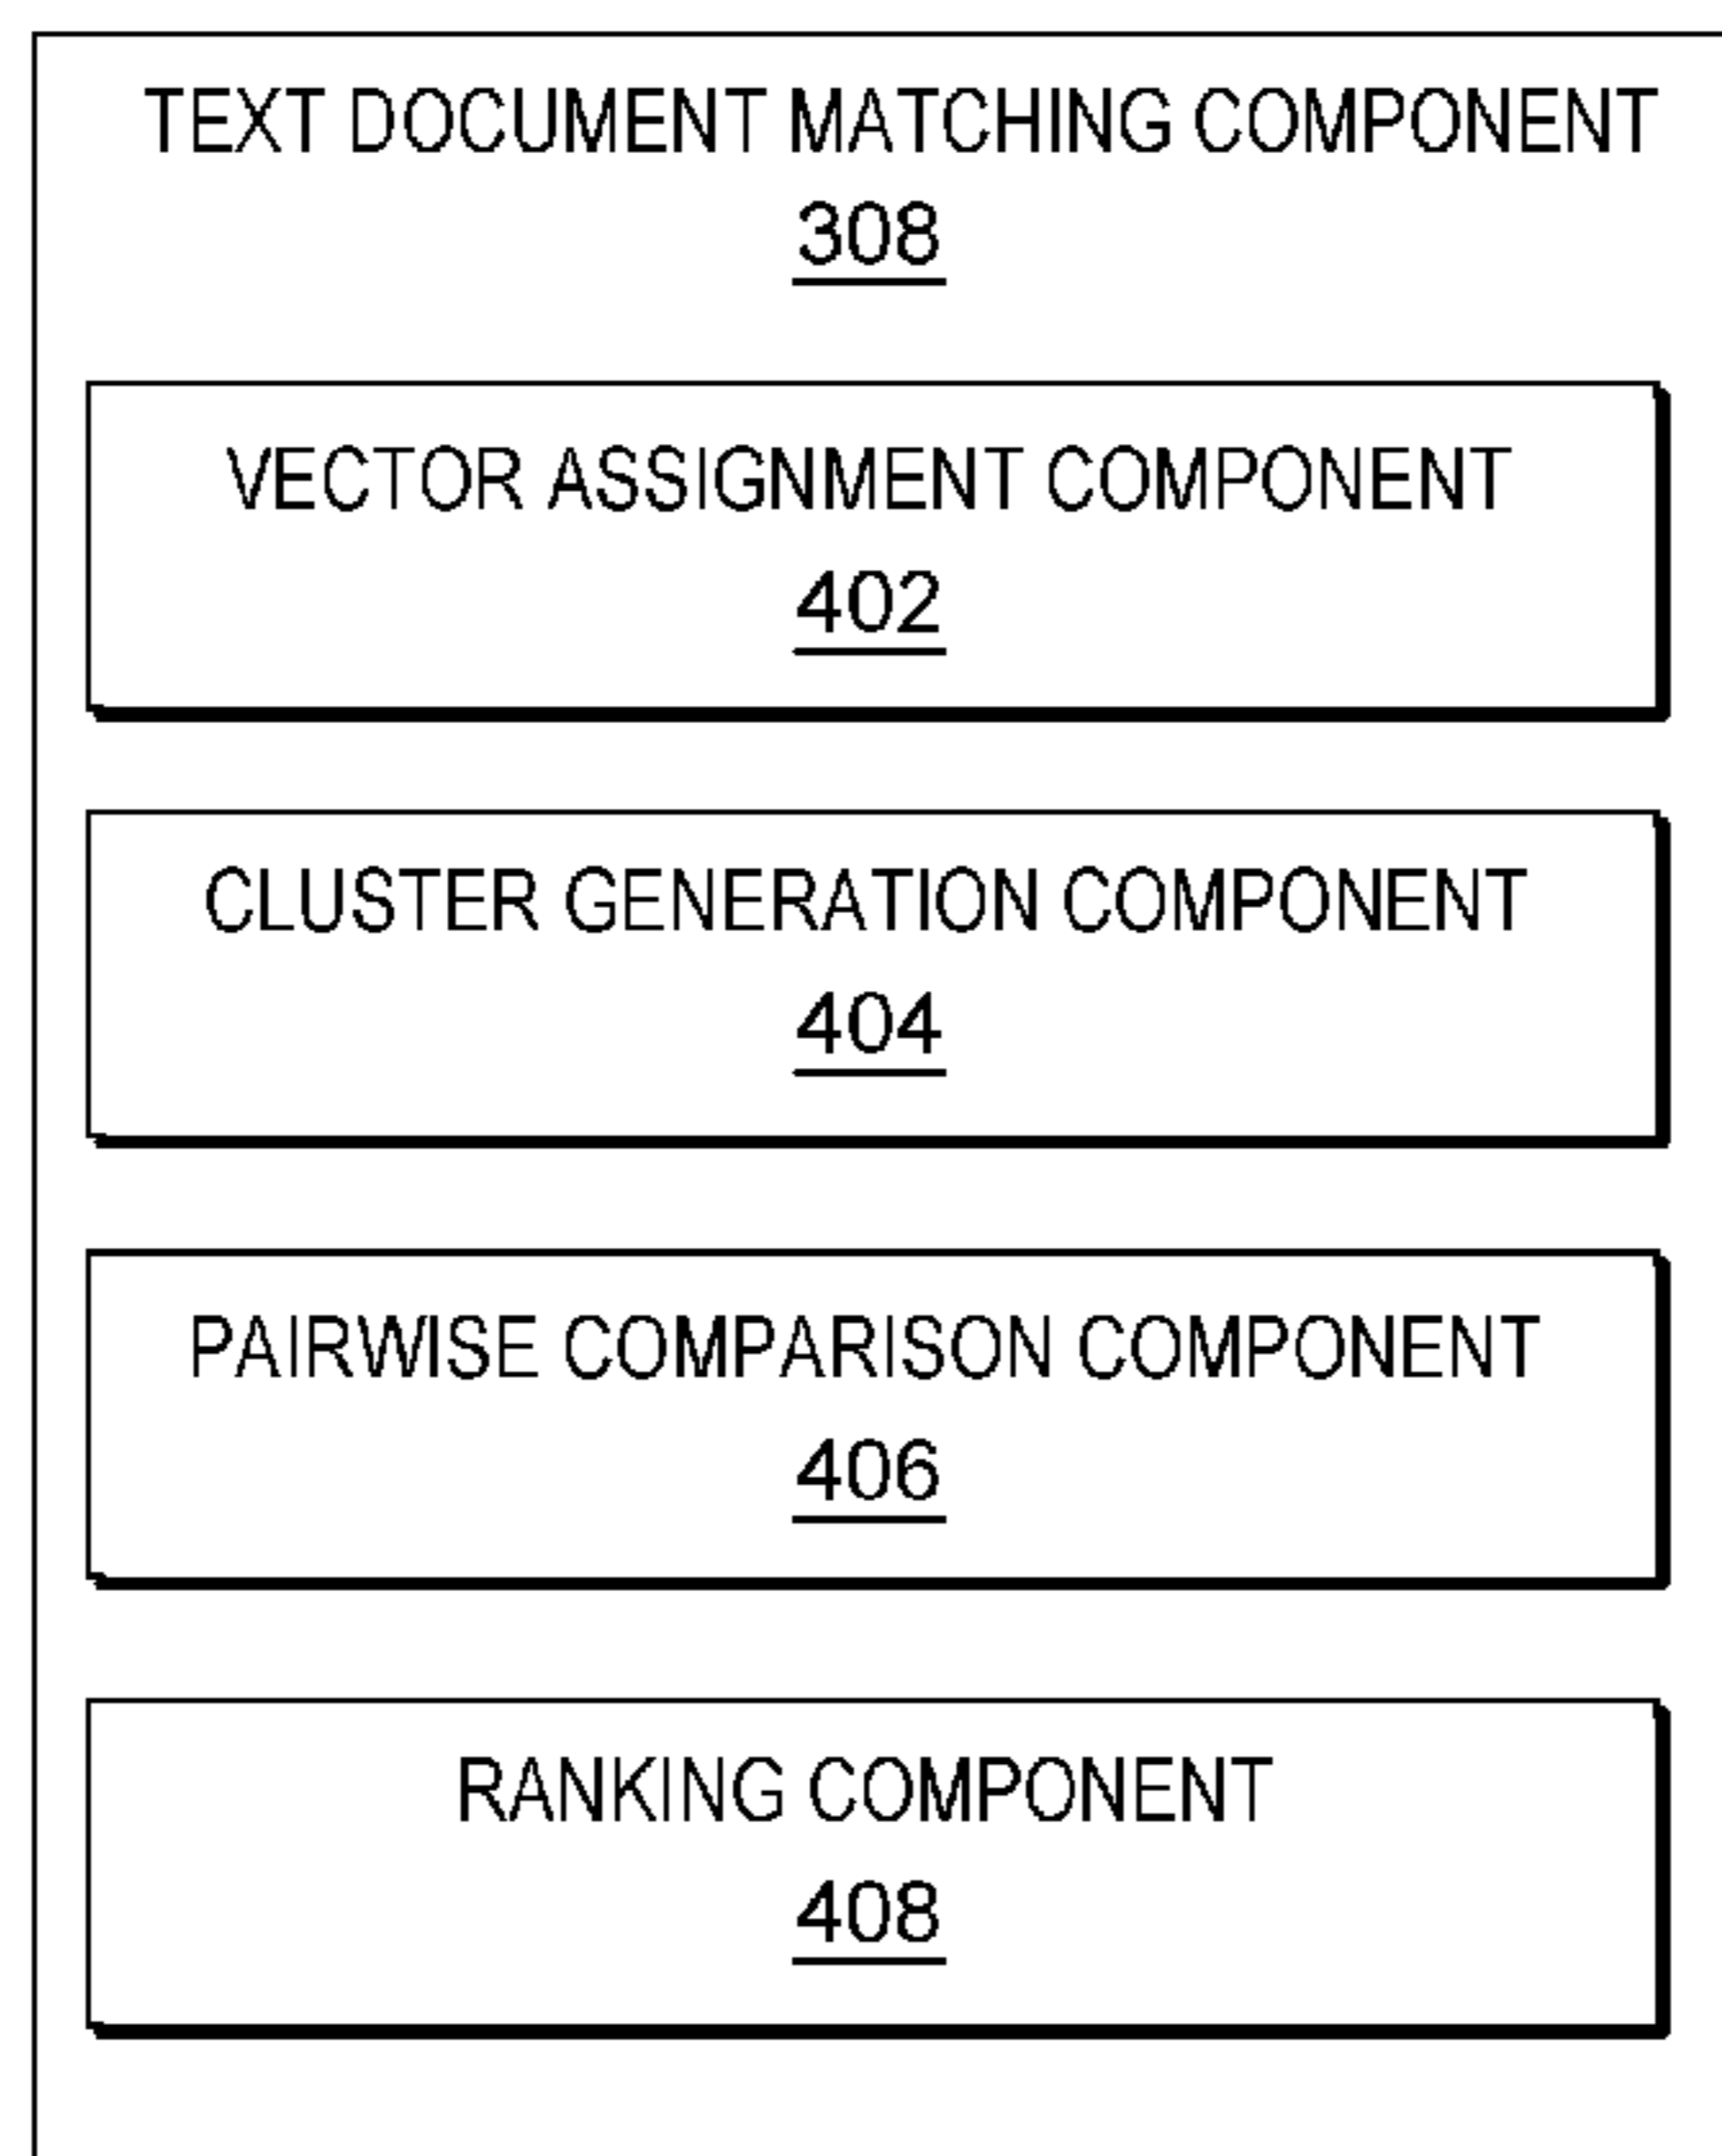 TEXT DOCUMENT MATCHING COMPONENT
308
VECTOR ASSIGNMENT COMPONENT
402
CLUSTER GENERATION COMPONENT
404
PAIRWISE COMPARISON COMPONENT
406
RANKING COMPONENT
408